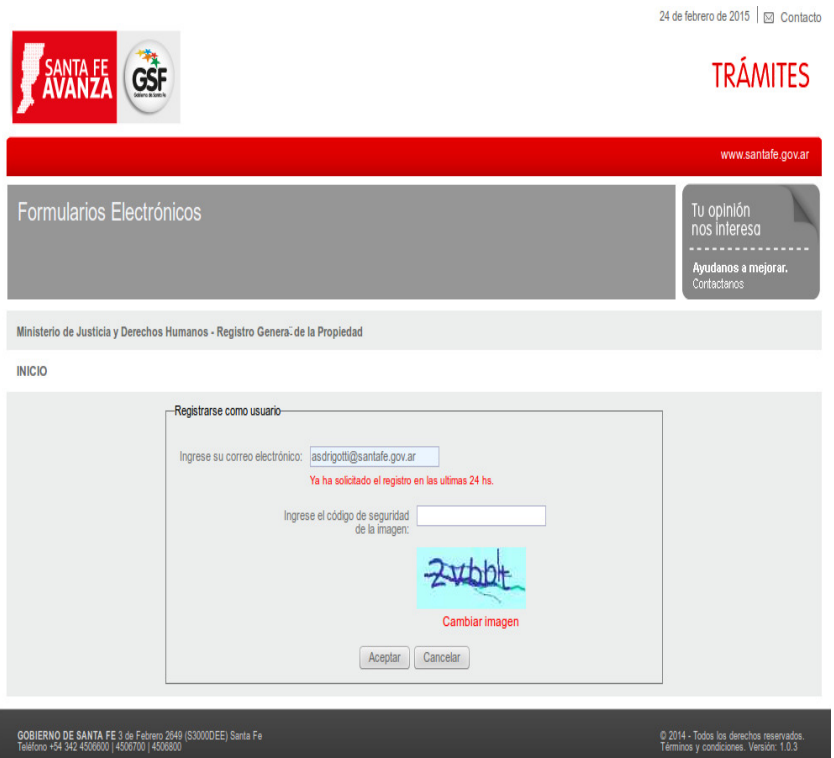 24 de febrero de 2015 | Contacto
SANTA FE
AVANZA
GSF
Gobierno de Santa Fe
TRÁMITES
www.santafe.gov.ar
Formularios Electrónicos
Tu opinión
nos interesa
Ayudanos a mejorar.
Contactanos
Ministerio de Justicia y Derechos Humanos - Registro General de la Propiedad
INICIO
Registrarse como usuario
Ingrese su correo electrónico: asdrigotti@santafe.gov.ar
Ya ha solicitado el registro en las ultimas 24 hs.
Ingrese el código de seguridad
de la imagen:
Cambiar imagen
Aceptar Cancelar
GOBIERNO DE SANTA FE 3 de Febrero 2649 (S3000DEE) Santa Fe
Teléfono +54 342 4506600 | 4506700 | 4506800
© 2014 - Todos los derechos reservados.
Términos y condiciones. Versión: 1.0.3